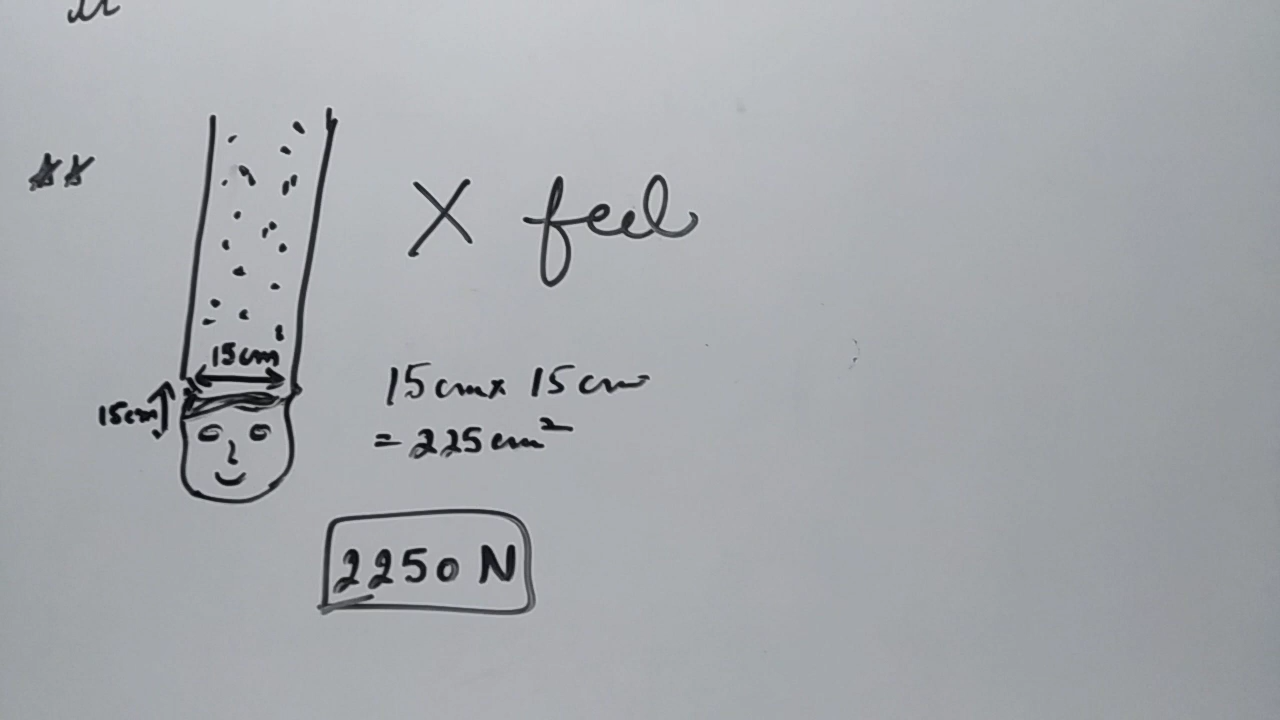 X feel
15cm
15cm
15cm x 15cm
= 225cm²
2250 N